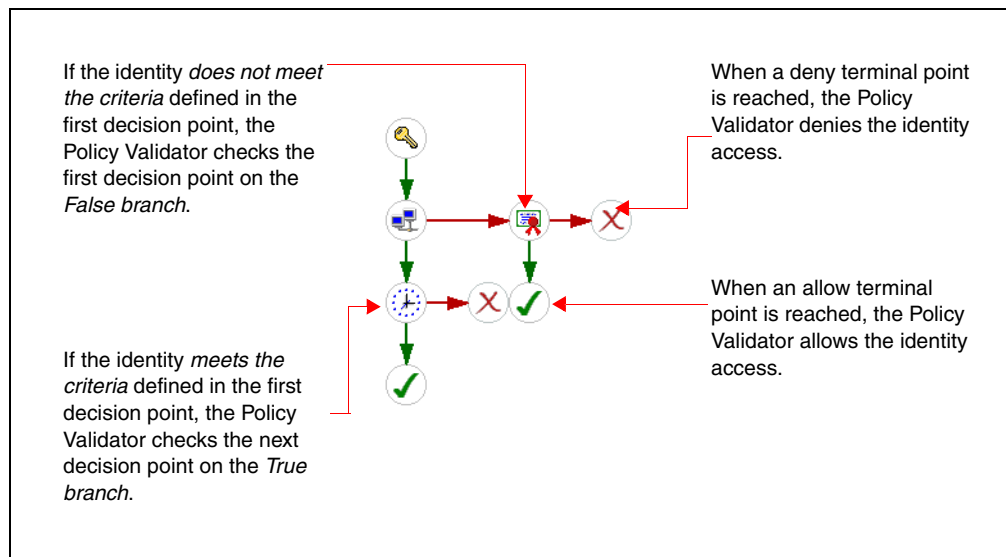 If the identity does not meet
the criteria defined in the
first decision point, the
Policy Validator checks the
first decision point on the
False branch.
When a deny terminal point
is reached, the Policy
Validator denies the identity
access.
If the identity meets the
criteria defined in the first
decision point, the Policy
Validator checks the next
decision point on the True
branch.
When an allow terminal
point is reached, the Policy
Validator allows the identity
access.